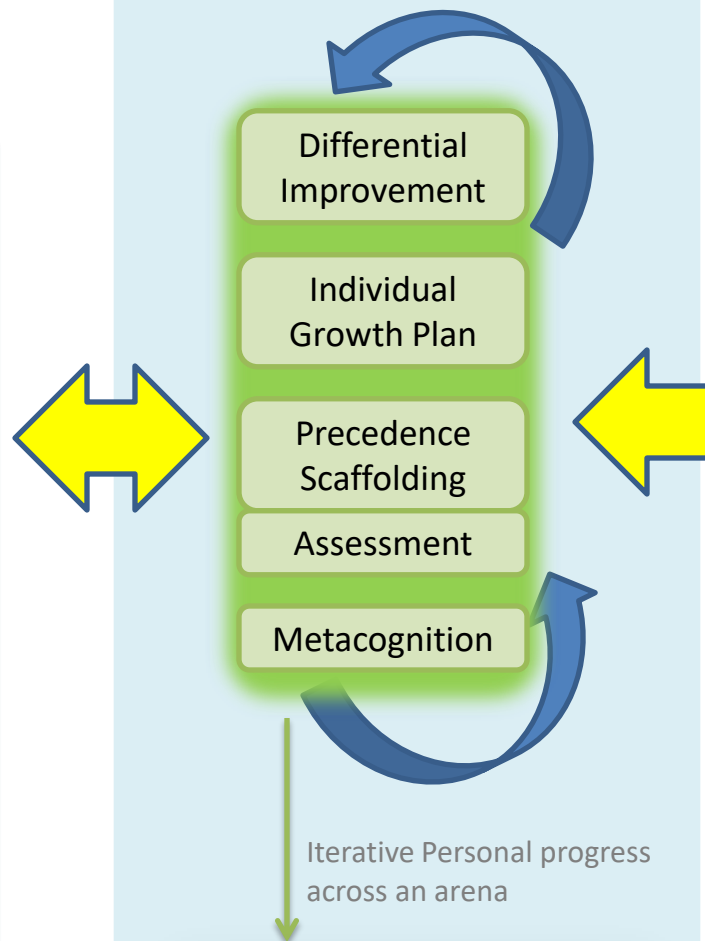 Differential
Improvement
Individual
Growth Plan
Precedence
Scaffolding
Assessment
Metacognition
Iterative Personal progress
across an arena